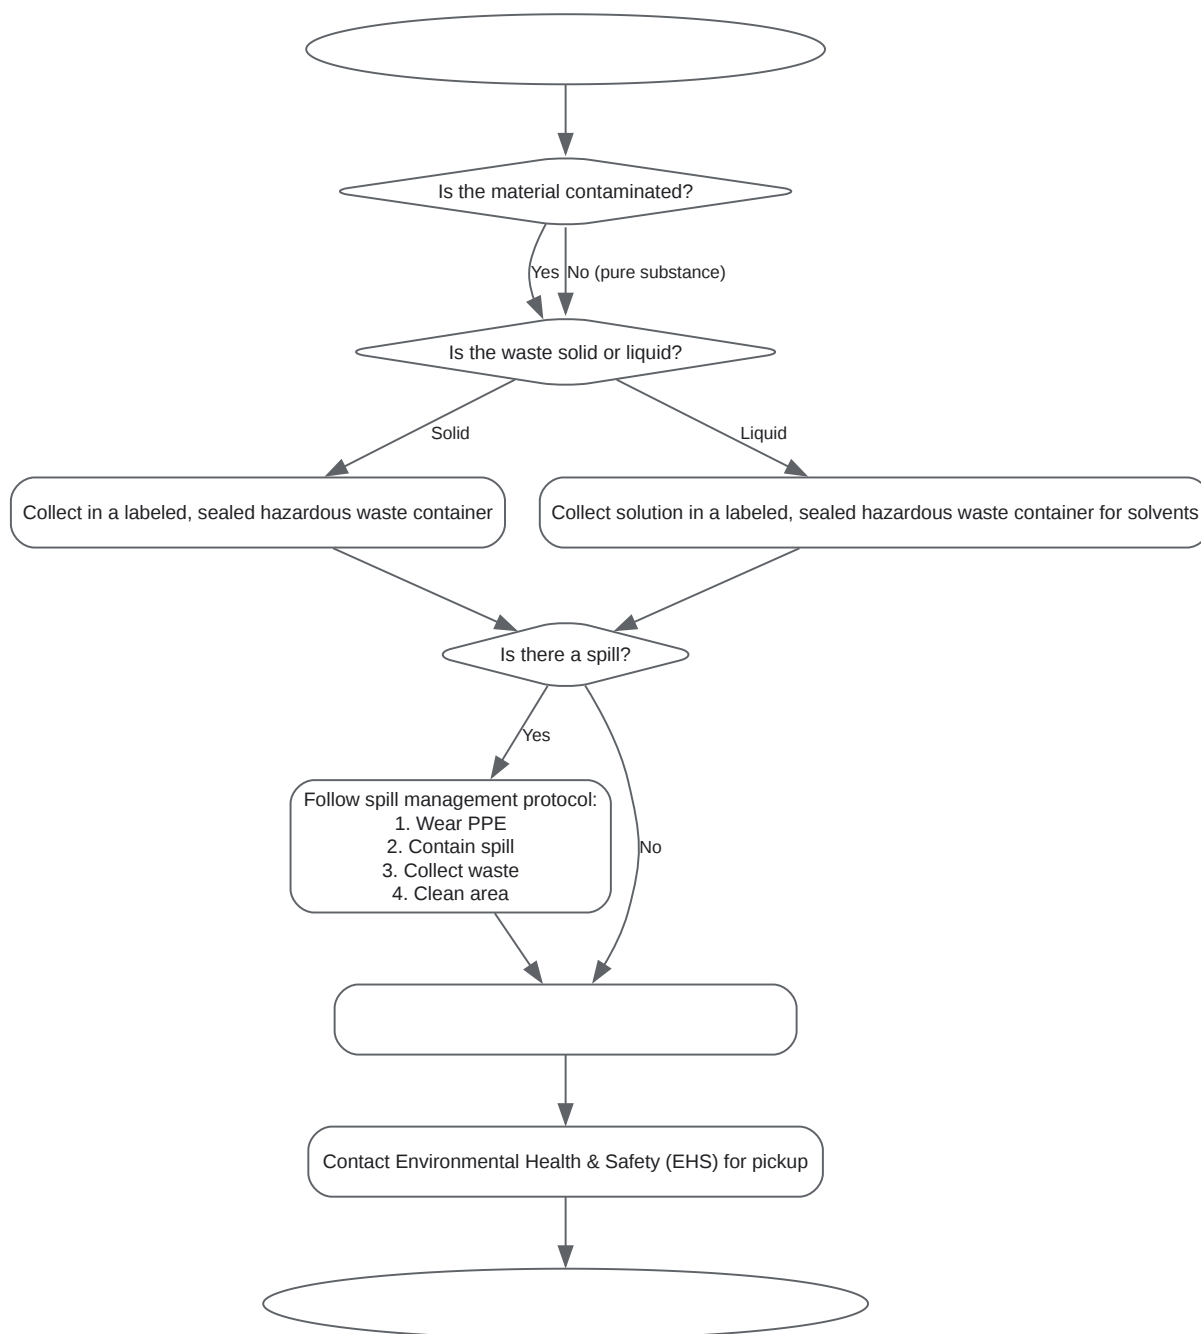 Is the material contaminated?
Yes
No (pure substance)
Is the waste solid or liquid?
Solid
Liquid
Collect in a labeled, sealed hazardous waste container
Collect solution in a labeled, sealed hazardous waste container for solvents
Is there a spill?
Yes
Follow spill management protocol:
1. Wear PPE
2. Contain spill
3. Collect waste
4. Clean area
No
Contact Environmental Health & Safety (EHS) for pickup